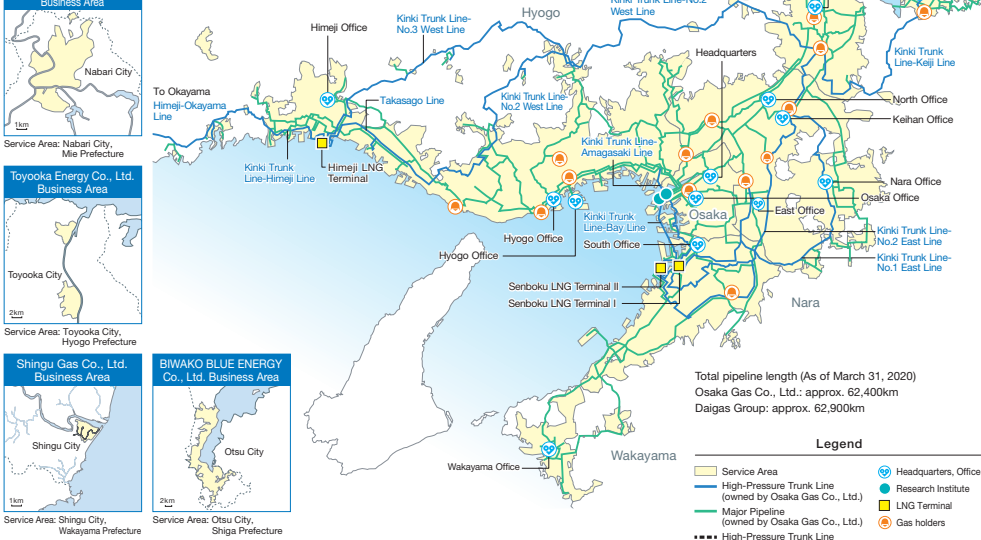 Business Area
Nabari City
1km
Service Area: Nabari City,
Mie Prefecture
Toyooka Energy Co., Ltd.
Business Area
Toyooka City
2km
Service Area: Toyooka City,
Hyogo Prefecture
Shingu Gas Co., Ltd.
Business Area
Shingu City
1km
Service Area: Shingu City,
Wakayama Prefecture
BIWAKO BLUE ENERGY
Co., Ltd. Business Area
Otsu City
2km
Service Area: Otsu City,
Shiga Prefecture
Hyogo
Kinki Trunk Line-No.2
West Line
Kinki Trunk Line-
No.3 West Line
Himeji Office
Headquarters
Kinki Trunk
Line-Keiji Line
To Okayama
Himeji-Okayama
Line
Takasago Line
Kinki Trunk Line-
No.2 West Line
North Office
Keihan Office
Kinki Trunk Line-
Amagasaki Line
Kinki Trunk
Line-Himeji Line
Himeji LNG
Terminal
Nara Office
Osaka Office
East Office
Osaka
Kinki Trunk
Line-Bay Line
Hyogo Office
South Office
Kinki Trunk Line-
No.2 East Line
Hyogo Office
Kinki Trunk Line-
No.1 East Line
Senboku LNG Terminal II
Senboku LNG Terminal I
Nara
Wakayama Office
Wakayama
Total pipeline length (As of March 31, 2020)
Osaka Gas Co., Ltd.: approx. 62,400km
Daigas Group: approx. 62,900km
Legend
Service Area
High-Pressure Trunk Line
(owned by Osaka Gas Co., Ltd.)
Major Pipeline
(owned by Osaka Gas Co., Ltd.)
High-Pressure Trunk Line
Headquarters, Office
Research Institute
LNG Terminal
Gas holders